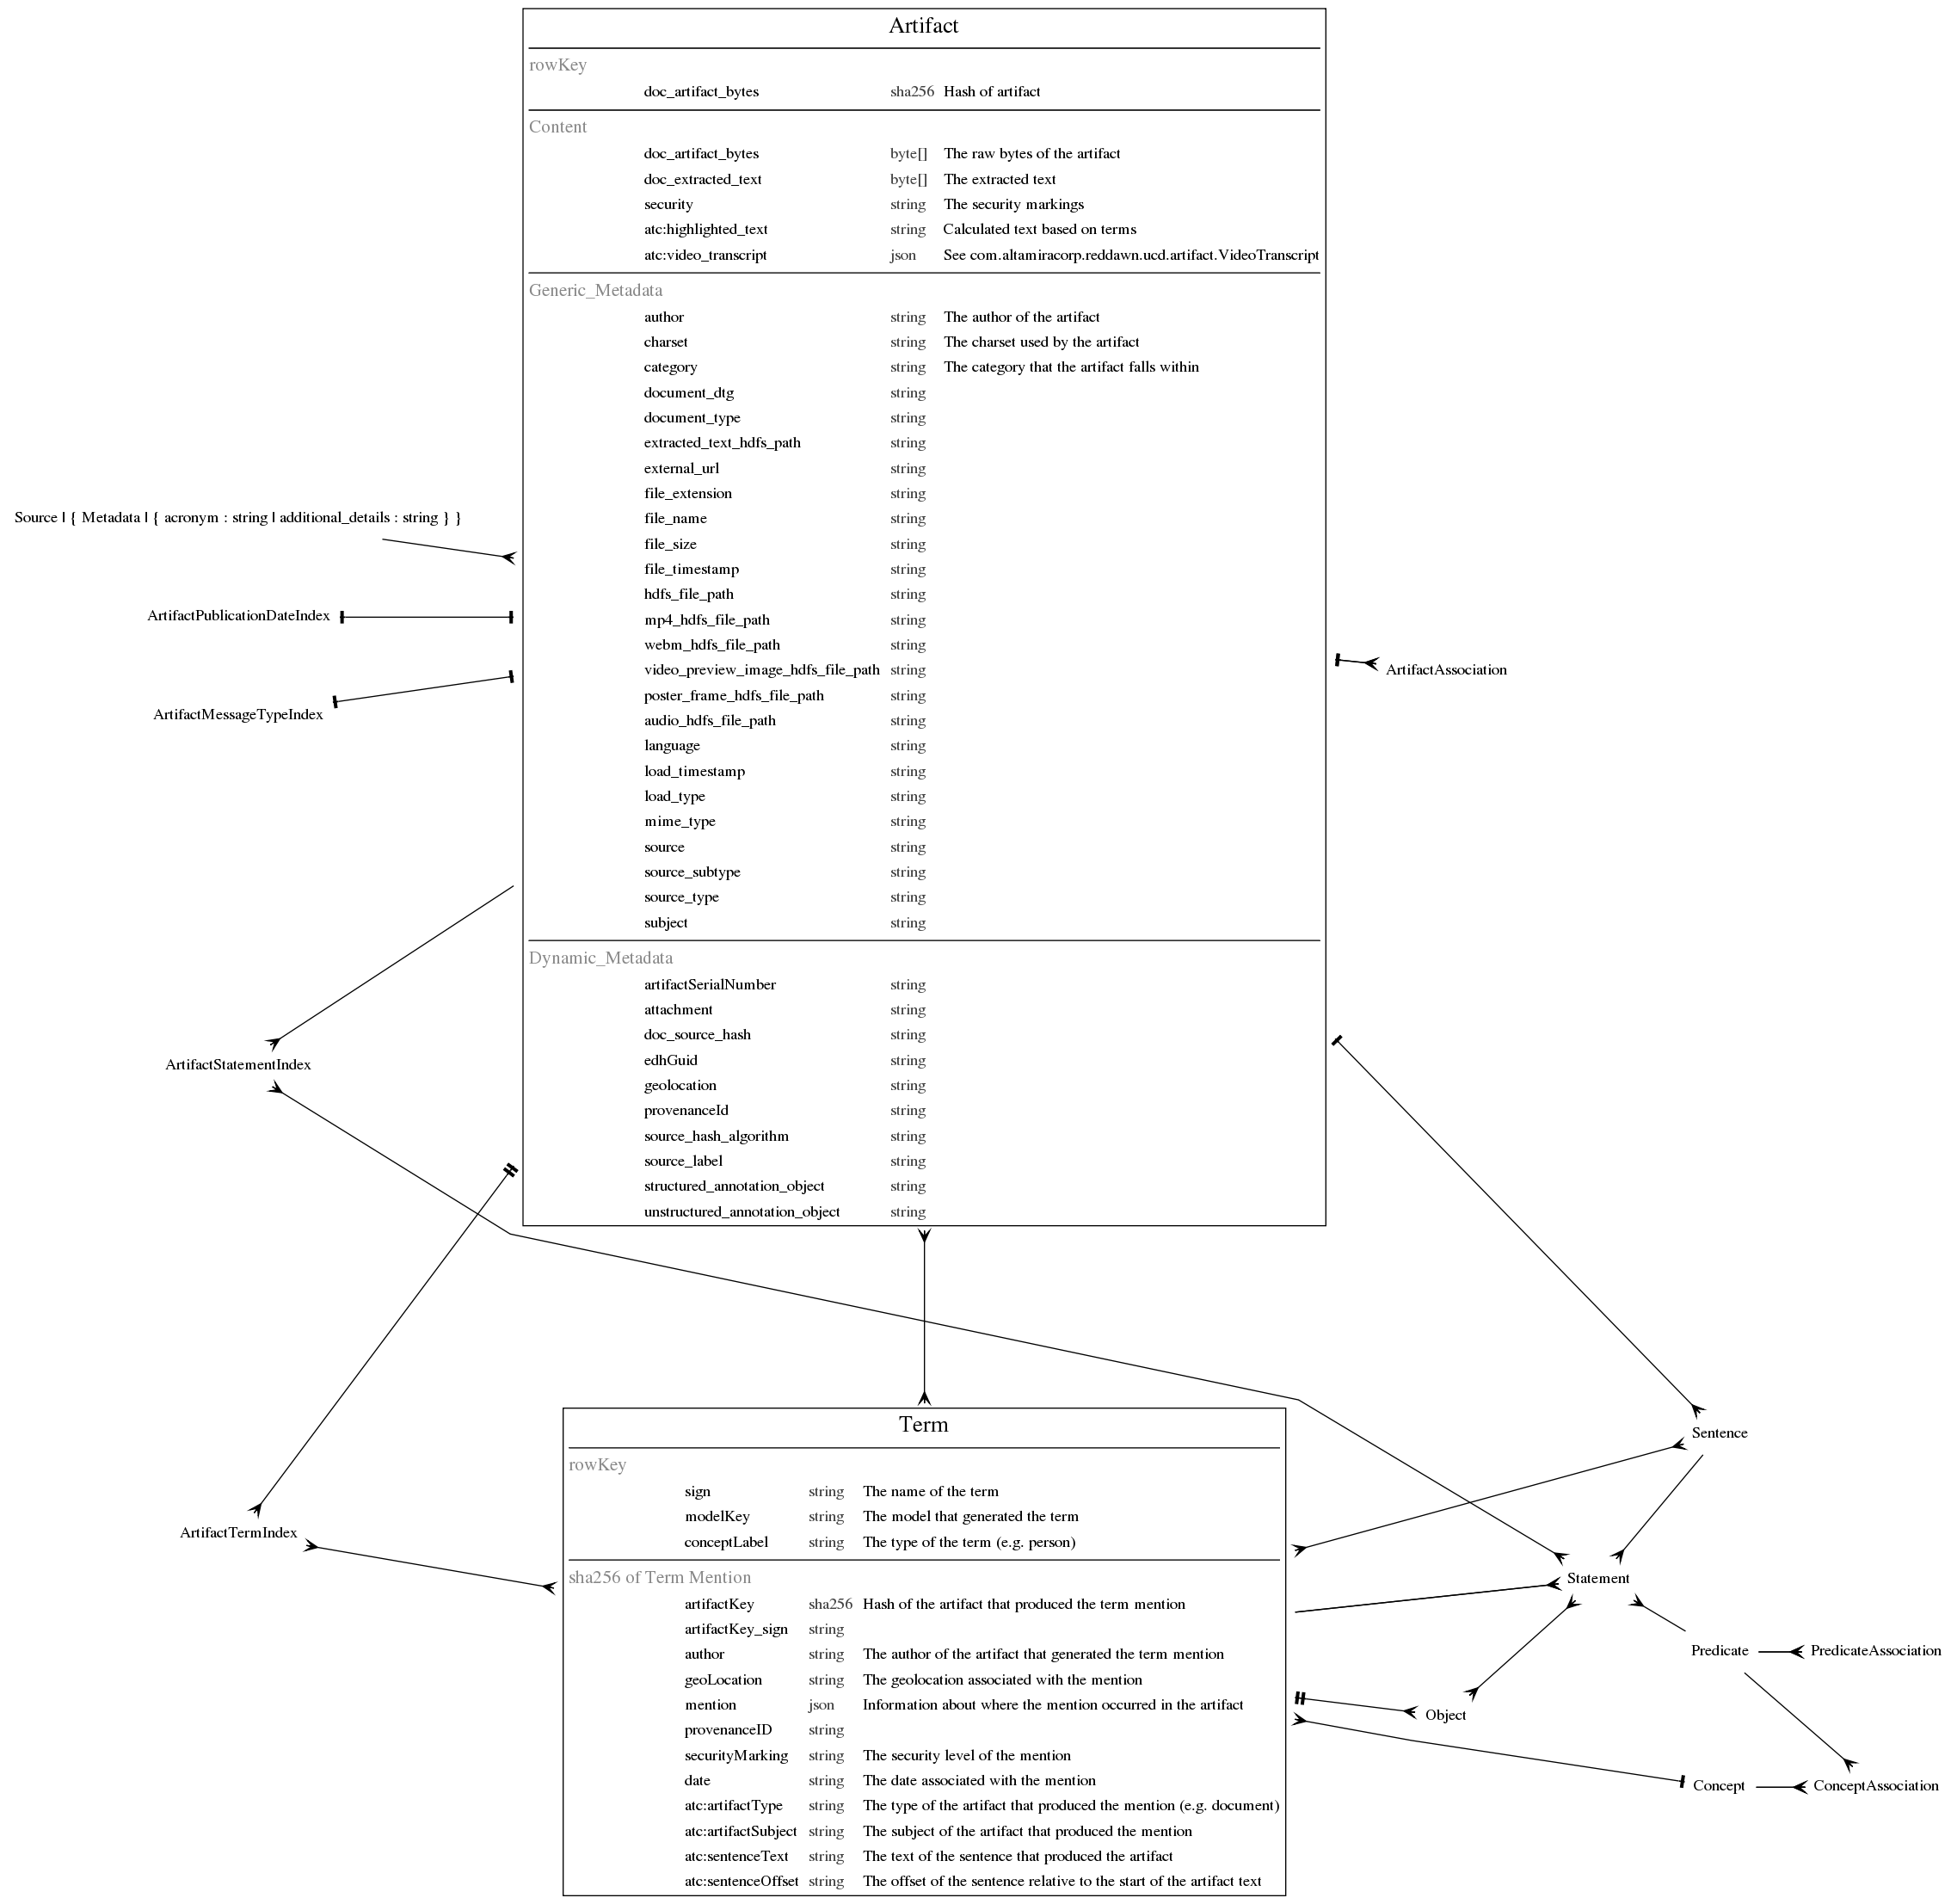 Artifact
rowKey
doc_artifact_bytes sha256 Hash of artifact
Content
doc_artifact_bytes byte[] The raw bytes of the artifact
doc_extracted_text byte[] The extracted text
security string The security markings
atc:highlighted_text string Calculated text based on terms
atc:video_transcript json See com.altamiracorp.reddawn.ucd.artifact.VideoTranscript
Generic_Metadata
author string The author of the artifact
charset string The charset used by the artifact
category string The category that the artifact falls within
document_dtg string
document_type string
extracted_text_hdfs_path string
external_url string
file_extension string
file_name string
file_size string
file_timestamp string
hdfs_file_path string
mp4_hdfs_file_path string
webm_hdfs_file_path string
video_preview_image_hdfs_file_path string
poster_frame_hdfs_file_path string
audio_hdfs_file_path string
language string
load_timestamp string
load_type string
mime_type string
source string
source_subtype string
source_type string
subject string
Dynamic_Metadata
artifactSerialNumber string
attachment string
doc_source_hash string
edhGuid string
geolocation string
provenanceId string
source_hash_algorithm string
source_label string
structured_annotation_object string
unstructured_annotation_object string
Source | { Metadata | { acronym : string | additional_details : string } }
ArtifactPublicationDateIndex
ArtifactMessageTypeIndex
ArtifactAssociation
ArtifactStatementIndex
ArtifactTermIndex
Term
rowKey
sign string The name of the term
modelKey string The model that generated the term
conceptLabel string The type of the term (e.g. person)
sha256 of Term Mention
artifactKey sha256 Hash of the artifact that produced the term mention
artifactKey_sign string
author string The author of the artifact that generated the term mention
geoLocation string The geolocation associated with the mention
mention json Information about where the mention occurred in the artifact
provenanceID string
securityMarking string The security level of the mention
date string The date associated with the mention
atc:artifactType string The type of the artifact that produced the mention (e.g. document)
atc:artifactSubject string The subject of the artifact that produced the mention
atc:sentenceText string The text of the sentence that produced the artifact
atc:sentenceOffset string The offset of the sentence relative to the start of the artifact text
Sentence
Statement
Predicate
PredicateAssociation
Object
Concept
ConceptAssociation